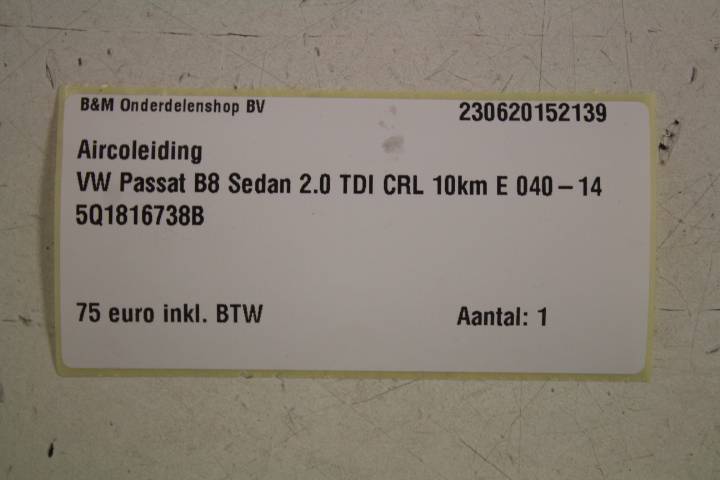 B&M Onderdelenshop BV 230620152139
Aircoleiding
VW Passat B8 Sedan 2.0 TDI CRL 10km E 040-14
5Q1816738B
75 euro inkl. BTW Aantal: 1